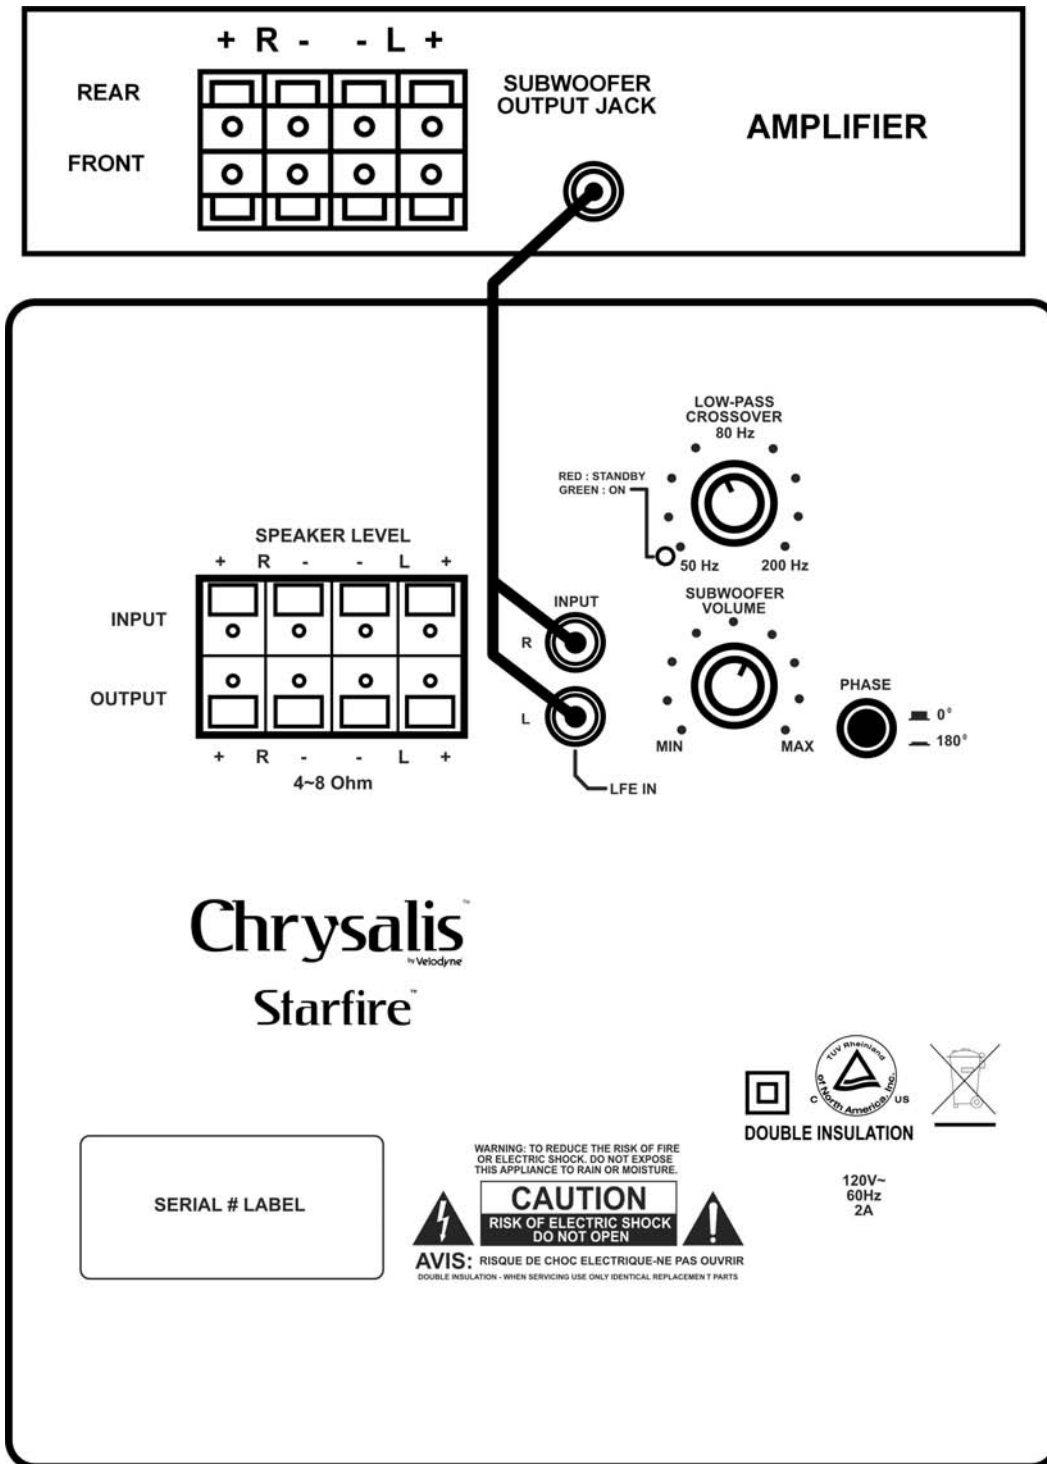 + R - - L +
REAR
FRONT
SUBWOOFER
OUTPUT JACK
AMPLIFIER
LOW-PASS
CROSSOVER
80 Hz
RED : STANDBY
GREEN : ON
50 Hz
200 Hz
SPEAKER LEVEL
+ R - - L +
INPUT
OUTPUT
+ R - - L +
4~8 Ohm
INPUT
R
L
LFE IN
SUBWOOFER
VOLUME
MIN
MAX
PHASE
0°
180°
Chrysalis™
by Velodyne
Starfire™
TUV Rheinland
of North America, Inc.
C US
DOUBLE INSULATION
120V~
60Hz
2A
SERIAL # LABEL
WARNING: TO REDUCE THE RISK OF FIRE
OR ELECTRIC SHOCK. DO NOT EXPOSE
THIS APPLIANCE TO RAIN OR MOISTURE.
CAUTION
RISK OF ELECTRIC SHOCK
DO NOT OPEN
AVIS: RISQUE DE CHOC ELECTRIQUE-NE PAS OUVRIR
DOUBLE INSULATION - WHEN SERVICING USE ONLY IDENTICAL REPLACEMEN T PARTS